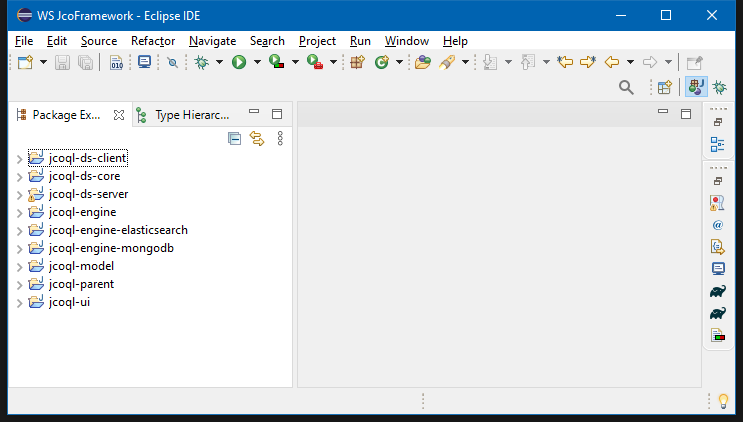 WS JcoFramework - Eclipse IDE
File Edit Source Refactor Navigate Search Project Run Window Help
010
Package Ex... Type Hierarc...
jcoql-ds-client
jcoql-ds-core
jcoql-ds-server
jcoql-engine
jcoql-engine-elasticsearch
jcoql-engine-mongodb
jcoql-model
jcoql-parent
jcoql-ui